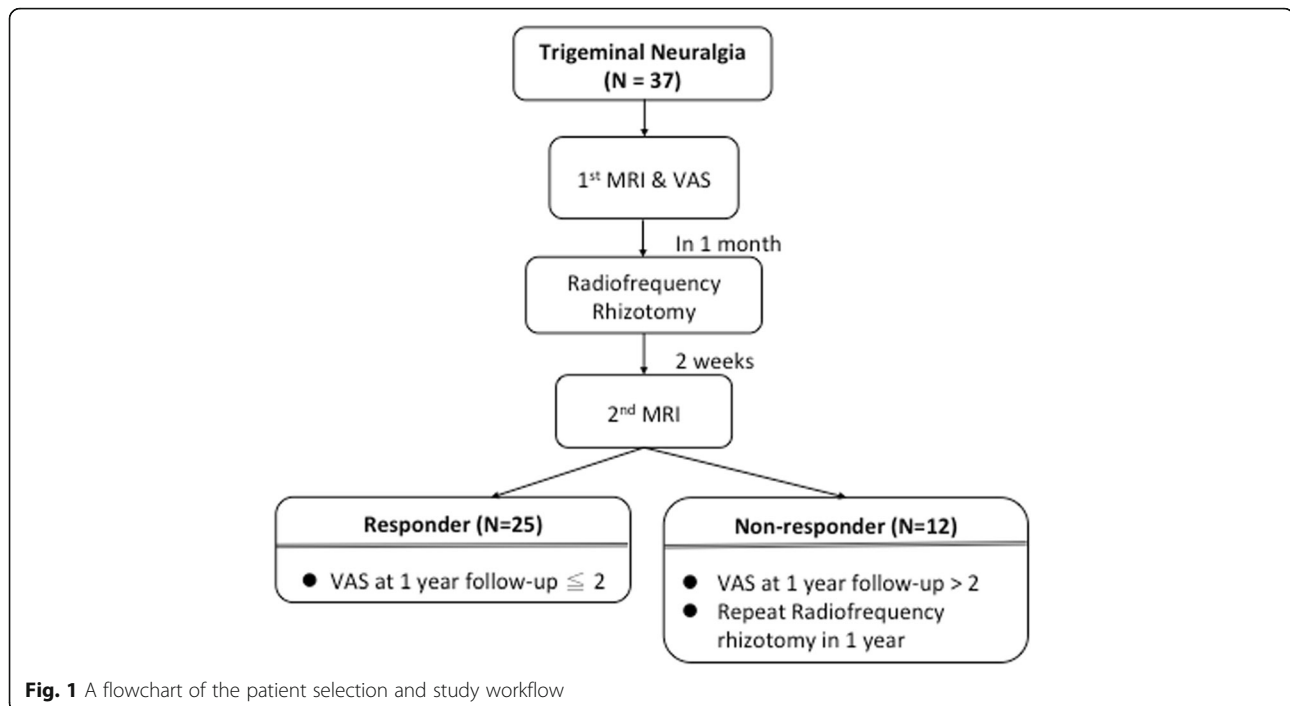 Trigeminal Neuralgia
(N = 37)
1st MRI & VAS
In 1 month
Radiofrequency
Rhizotomy
2 weeks
2nd MRI
Responder (N=25)
● VAS at 1 year follow-up ≦ 2
Non-responder (N=12)
● VAS at 1 year follow-up > 2
● Repeat Radiofrequency
rhizotomy in 1 year
Fig. 1 A flowchart of the patient selection and study workflow